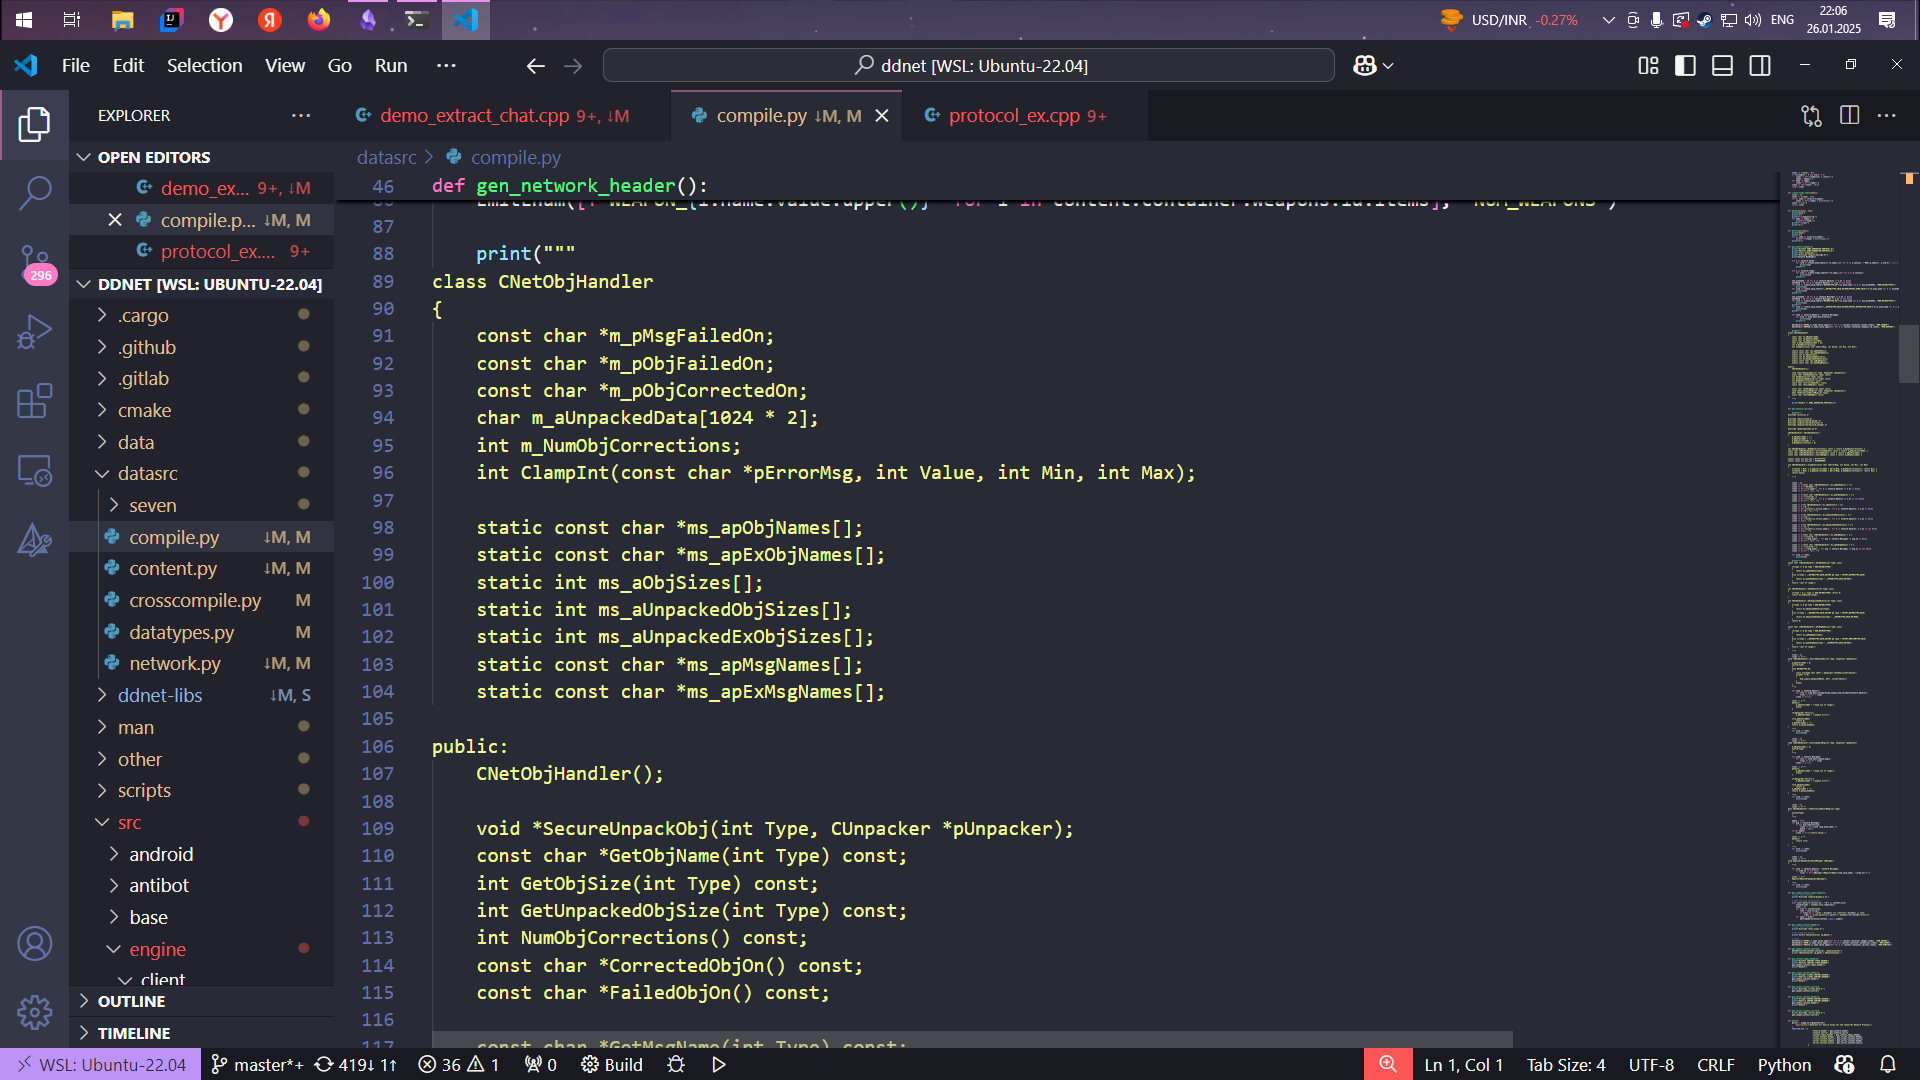 USD/INR -0.27%
ENG
22:06
26.01.2025
File Edit Selection View Go Run ···
ddnet [WSL: Ubuntu-22.04]
EXPLORER ···
demo_extract_chat.cpp 9+, ↓M
compile.py ↓M, M
protocol_ex.cpp 9+
OPEN EDITORS
demo_ex... 9+, ↓M
compile.p... ↓M, M
protocol_ex.... 9+
DDNET [WSL: UBUNTU-22.04]
.cargo
.github
.gitlab
cmake
data
datasrc
seven
compile.py ↓M, M
content.py ↓M, M
crosscompile.py M
datatypes.py M
network.py ↓M, M
ddnet-libs ↓M, S
man
other
scripts
src
android
antibot
base
engine
client
OUTLINE
TIMELINE
296
datasrc > compile.py
46 def gen_network_header():
87
88 print("""
89 class CNetObjHandler
90 {
91 const char *m_pMsgFailedOn;
92 const char *m_pObjFailedOn;
93 const char *m_pObjCorrectedOn;
94 char m_aUnpackedData[1024 * 2];
95 int m_NumObjCorrections;
96 int ClampInt(const char *pErrorMsg, int Value, int Min, int Max);
97
98 static const char *ms_apObjNames[];
99 static const char *ms_apExObjNames[];
100 static int ms_aObjSizes[];
101 static int ms_aUnpackedObjSizes[];
102 static int ms_aUnpackedExObjSizes[];
103 static const char *ms_apMsgNames[];
104 static const char *ms_apExMsgNames[];
105
106 public:
107 CNetObjHandler();
108
109 void *SecureUnpackObj(int Type, CUnpacker *pUnpacker);
110 const char *GetObjName(int Type) const;
111 int GetObjSize(int Type) const;
112 int GetUnpackedObjSize(int Type) const;
113 int NumObjCorrections() const;
114 const char *CorrectedObjOn() const;
115 const char *FailedObjOn() const;
116
117 const char *GetMsgName(int Type) const;
WSL: Ubuntu-22.04 master*+ 419↓ 1↑ 36 1 0 Build
Ln 1, Col 1 Tab Size: 4 UTF-8 CRLF Python